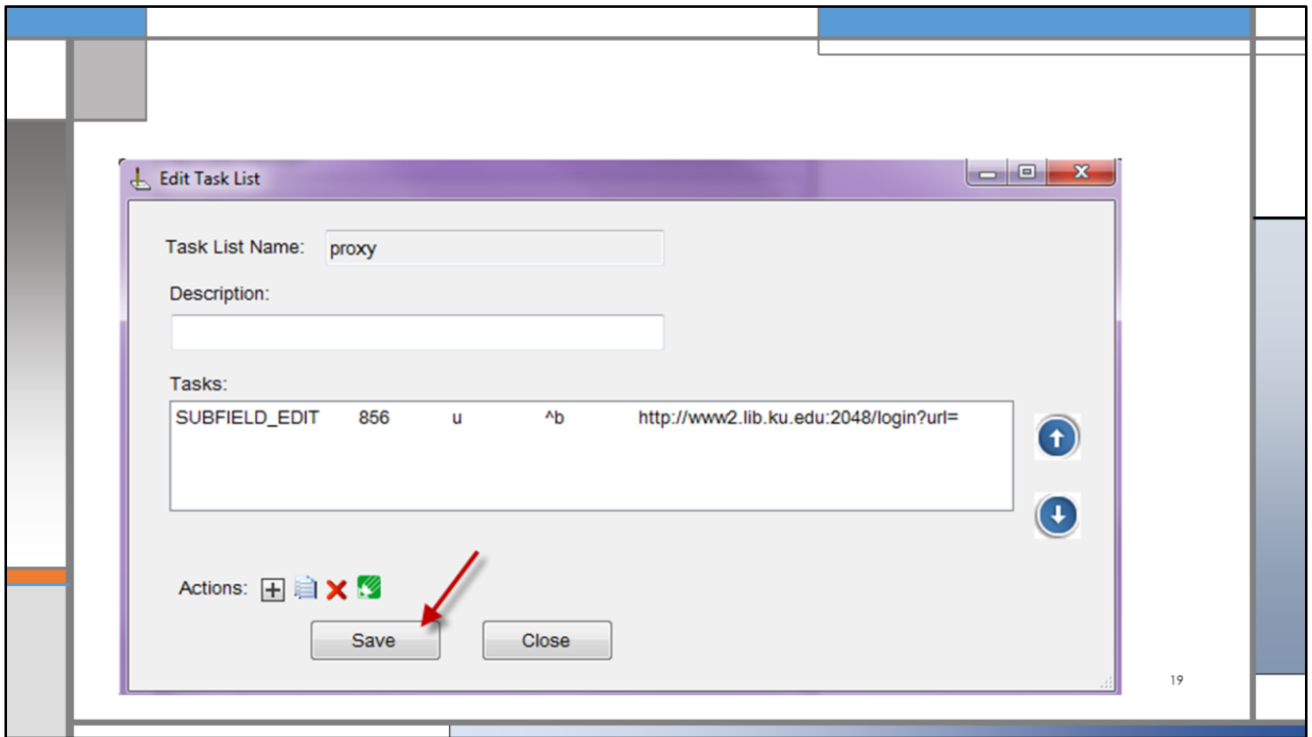 Edit Task List
Task List Name: proxy
Description:
Tasks:
SUBFIELD_EDIT 856 u ^b http://www2.lib.ku.edu:2048/login?url=
Actions:
Save Close
19